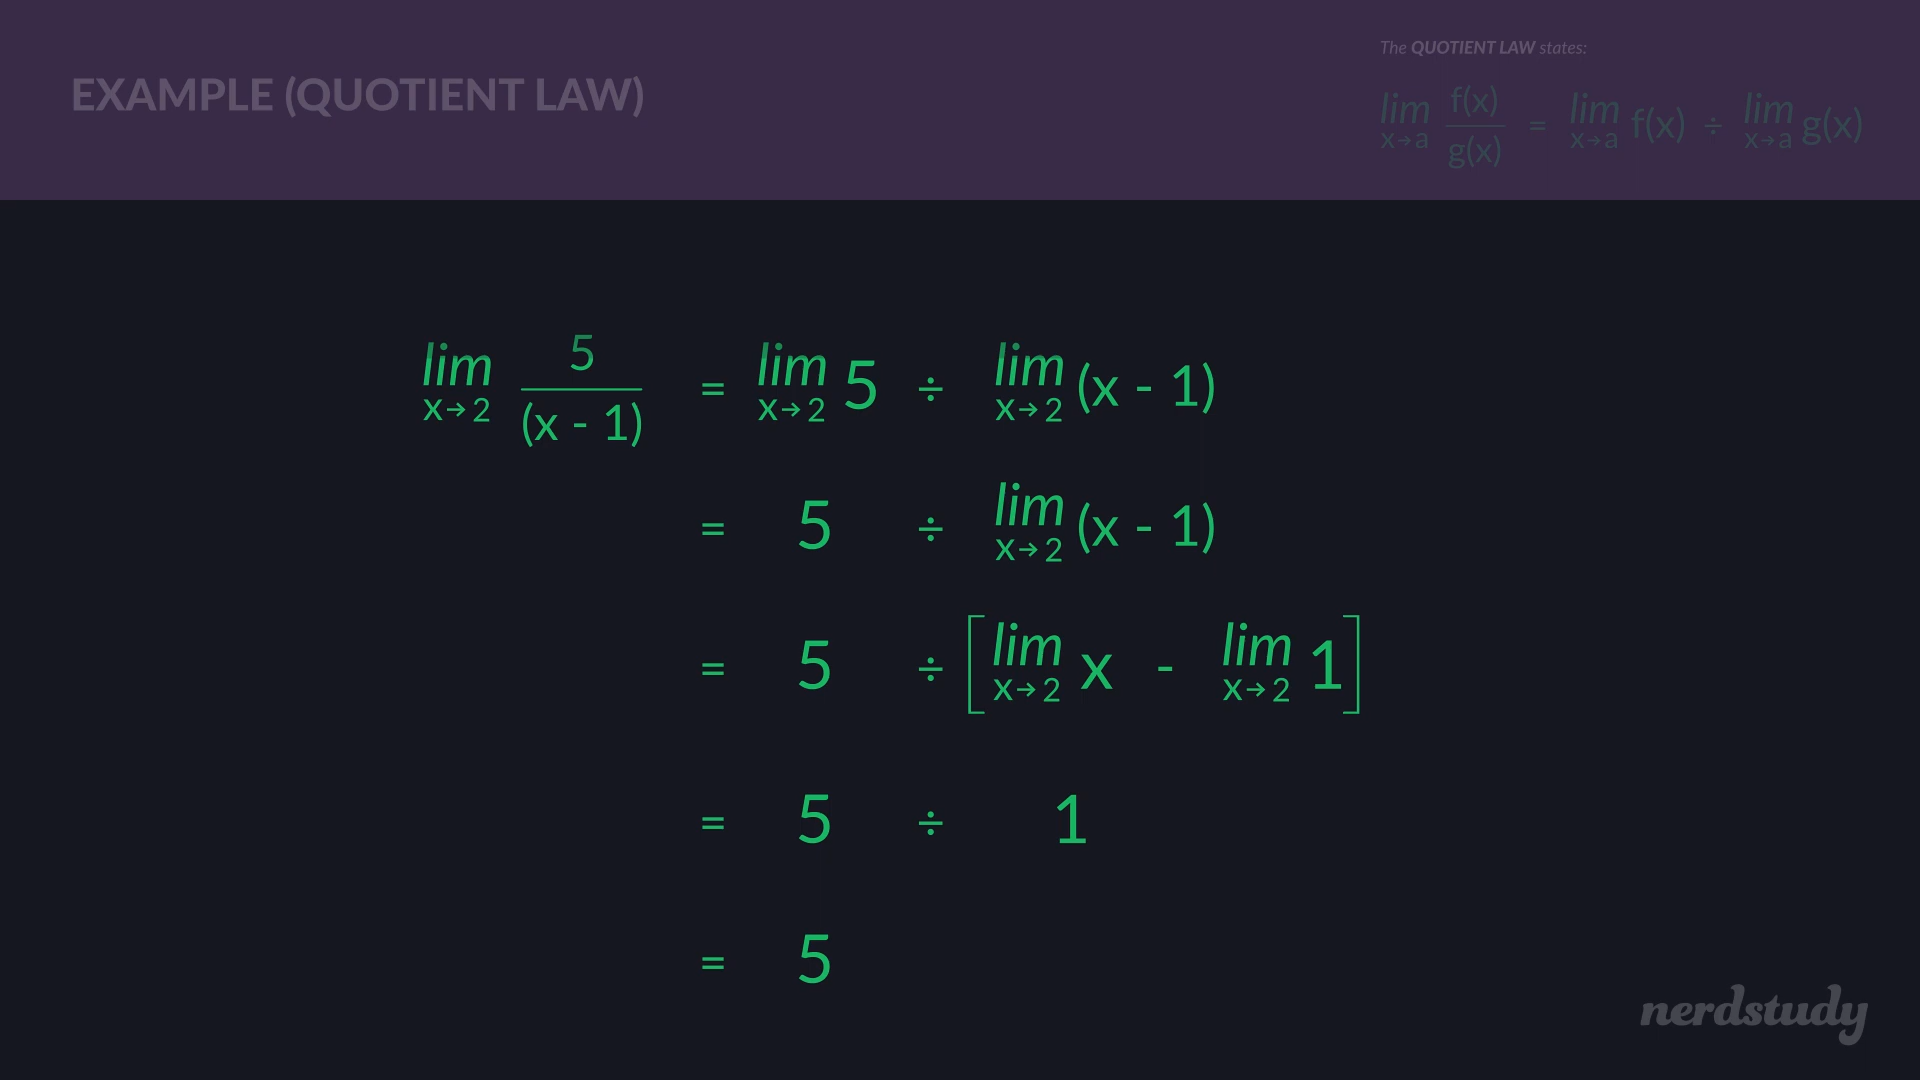 EXAMPLE (QUOTIENT LAW)
The QUOTIENT LAW states:
lim x→a f(x)/g(x) = lim x→a f(x) ÷ lim x→a g(x)
lim x→2 5/(x - 1) = lim x→2 5 ÷ lim x→2 (x - 1)
= 5 ÷ lim x→2 (x - 1)
= 5 ÷ [lim x→2 x - lim x→2 1]
= 5 ÷ 1
= 5
nerdstudy